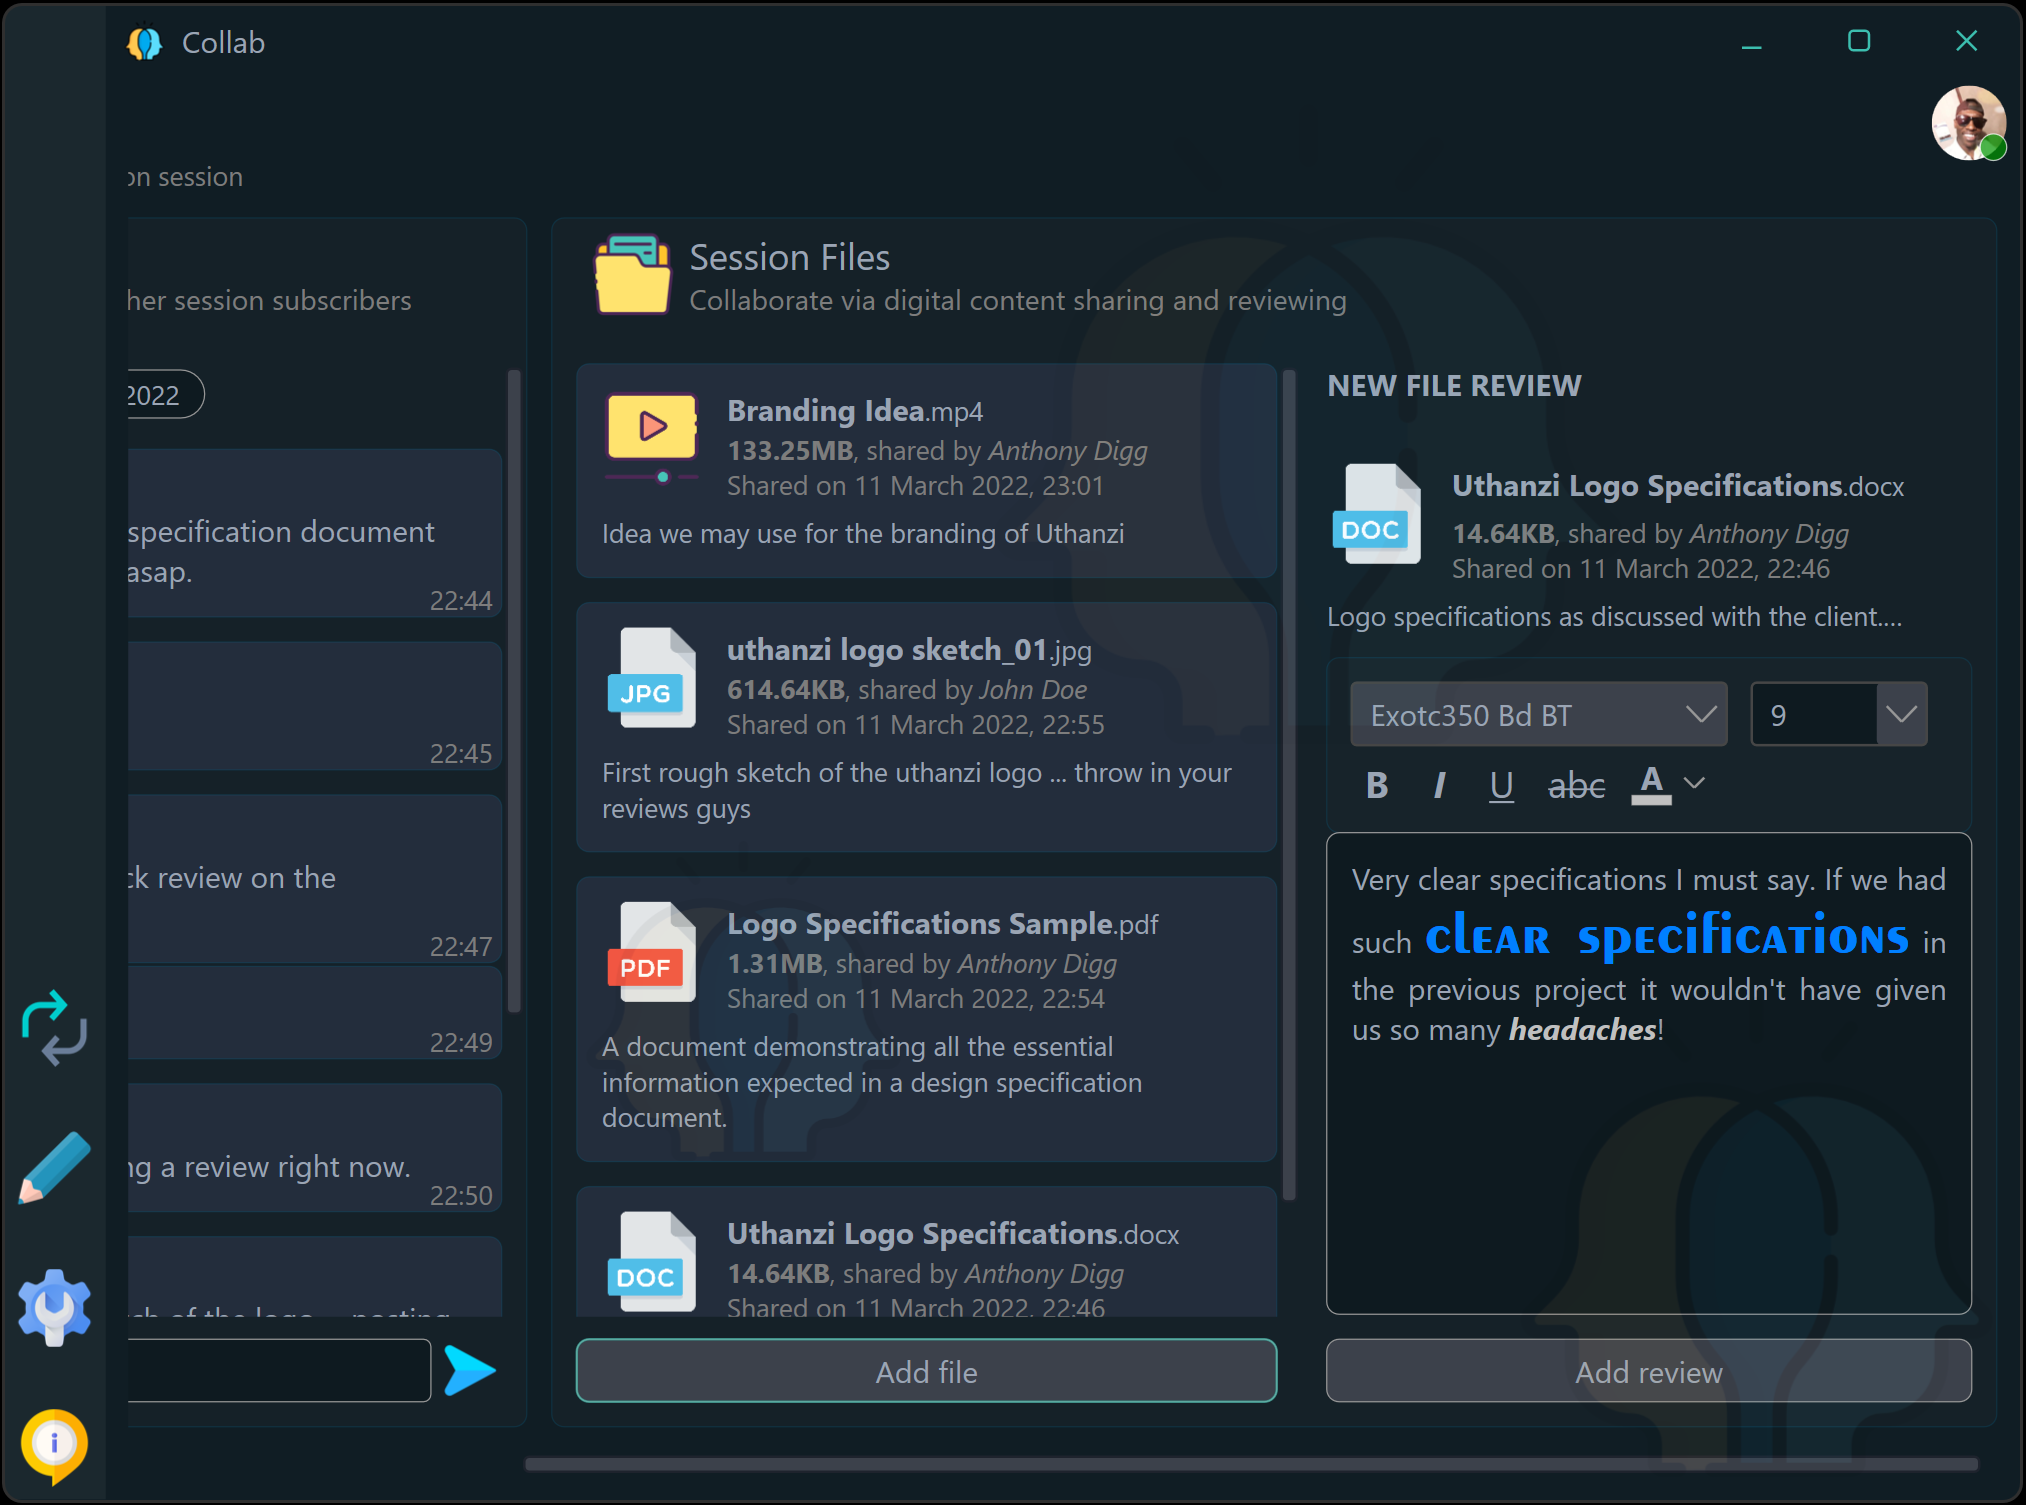 Collab
on session
her session subscribers
2022
specification document
asap.
22:44
22:45
ck review on the
22:47
22:49
ng a review right now.
22:50
ch of the logo ... posting
Session Files
Collaborate via digital content sharing and reviewing
Branding Idea.mp4
133.25MB, shared by Anthony Digg
Shared on 11 March 2022, 23:01
Idea we may use for the branding of Uthanzi
JPG
uthanzi logo sketch_01.jpg
614.64KB, shared by John Doe
Shared on 11 March 2022, 22:55
First rough sketch of the uthanzi logo ... throw in your
reviews guys
PDF
Logo Specifications Sample.pdf
1.31MB, shared by Anthony Digg
Shared on 11 March 2022, 22:54
A document demonstrating all the essential
information expected in a design specification
document.
DOC
Uthanzi Logo Specifications.docx
14.64KB, shared by Anthony Digg
Shared on 11 March 2022, 22:46
Add file
NEW FILE REVIEW
DOC
Uthanzi Logo Specifications.docx
14.64KB, shared by Anthony Digg
Shared on 11 March 2022, 22:46
Logo specifications as discussed with the client....
Exotc350 Bd BT
9
B I U abc A
Very clear specifications I must say. If we had
such clear specifications in
the previous project it wouldn't have given
us so many headaches!
Add review
i